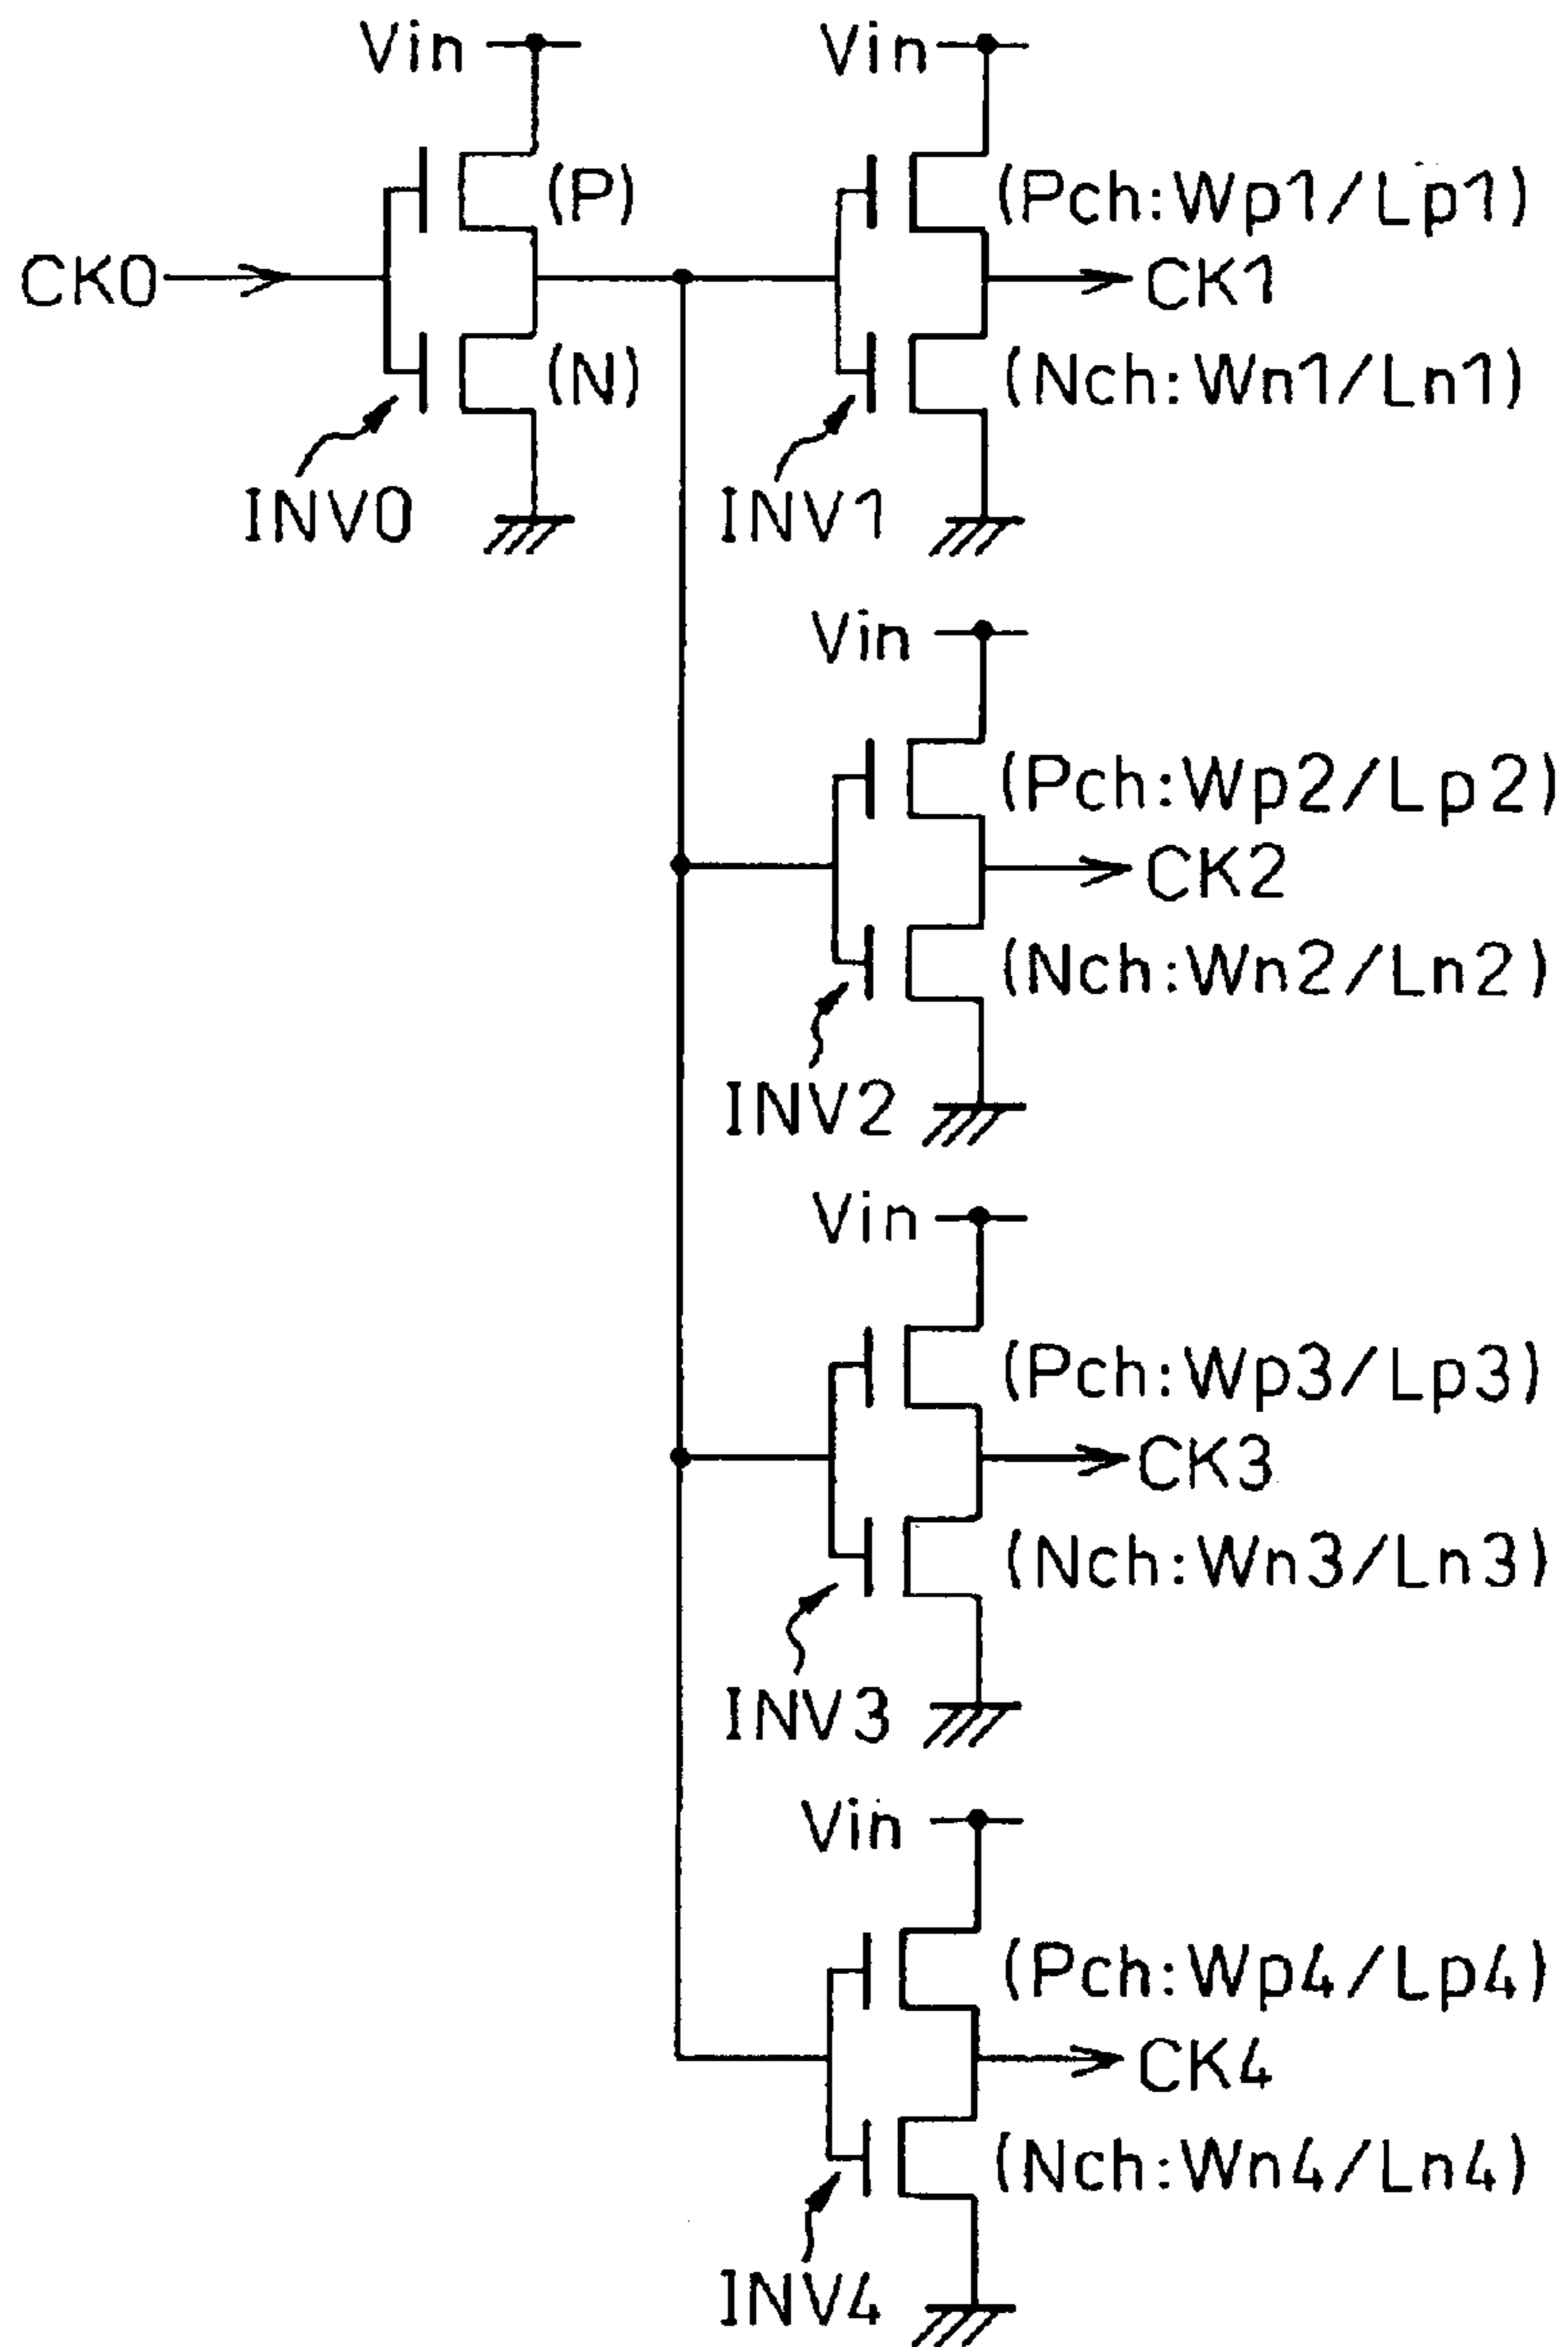 Vin
Vin
(P)
(Pch:Wp1/Lp1)
CK0
CK1
(N)
(Nch:Wn1/Ln1)
INV0
INV1
Vin
(Pch:Wp2/Lp2)
CK2
(Nch:Wn2/Ln2)
INV2
Vin
(Pch:Wp3/Lp3)
CK3
(Nch:Wn3/Ln3)
INV3
Vin
(Pch:Wp4/Lp4)
CK4
(Nch:Wn4/Ln4)
INV4